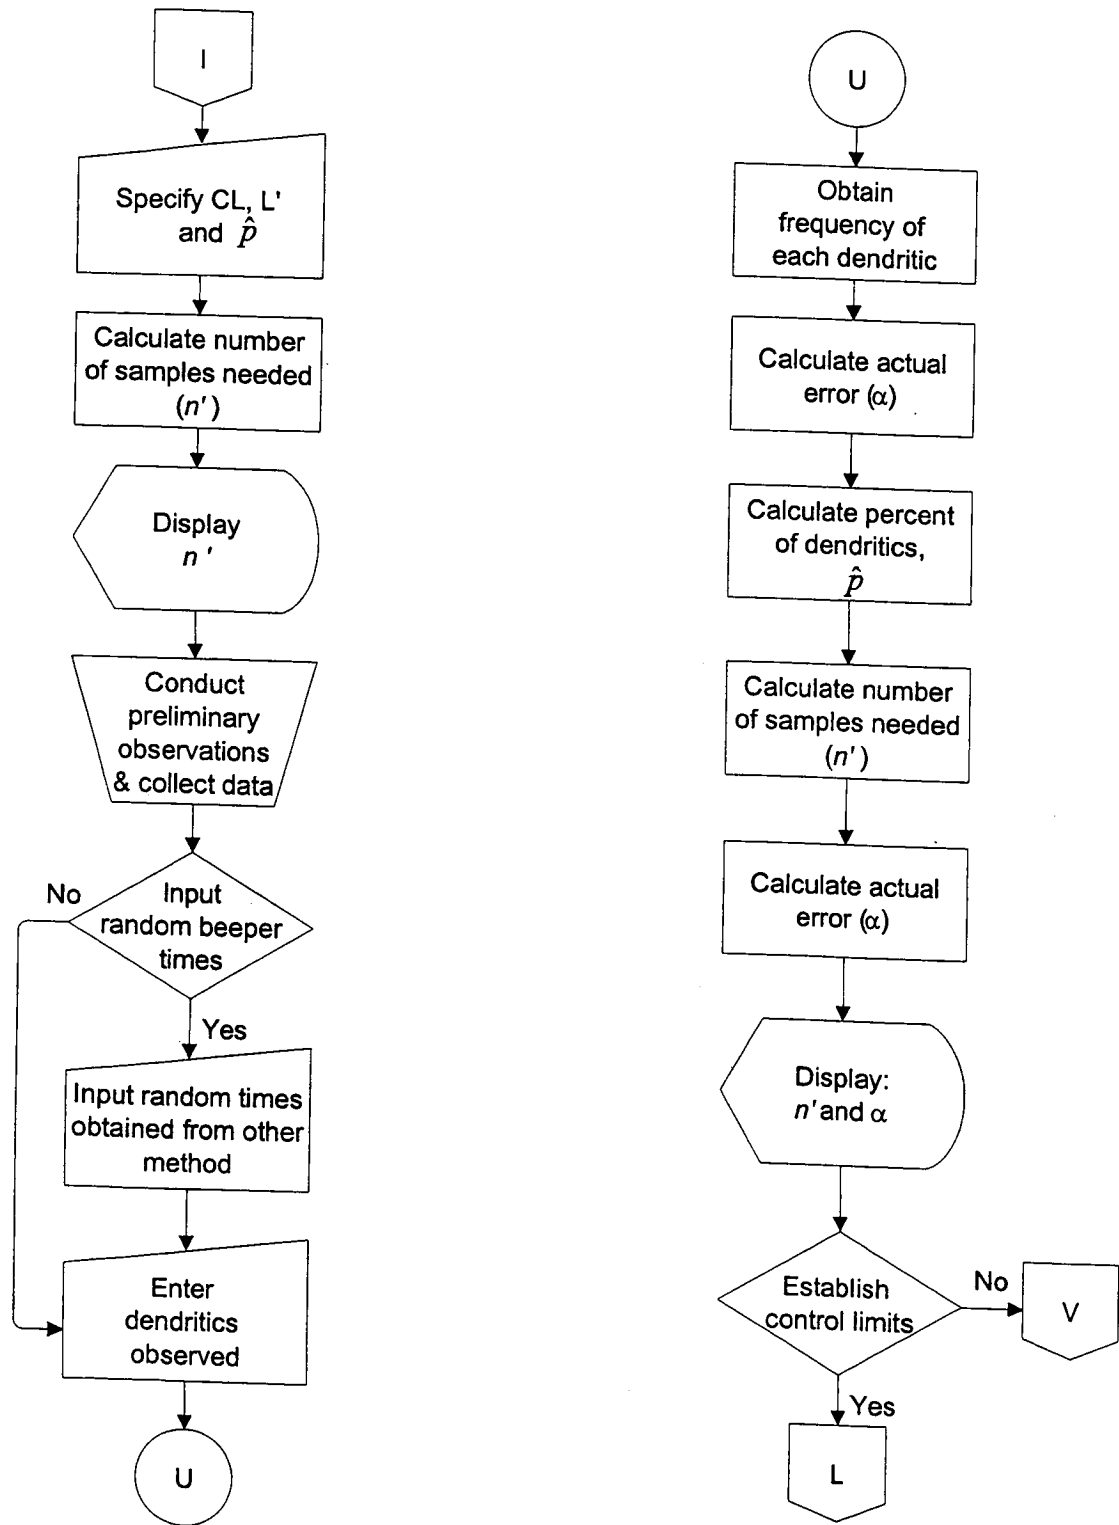 I
Specify CL, L'
and p̂
Calculate number
of samples needed
(n')
Display
n'
Conduct
preliminary
observations
& collect data
No
Input
random beeper
times
Yes
Input random times
obtained from other
method
Enter
dendritics
observed
U
U
Obtain
frequency of
each dendritic
Calculate actual
error (α)
Calculate percent
of dendritics,
p̂
Calculate number
of samples needed
(n')
Calculate actual
error (α)
Display:
n' and α
Establish
control limits
No
V
Yes
L